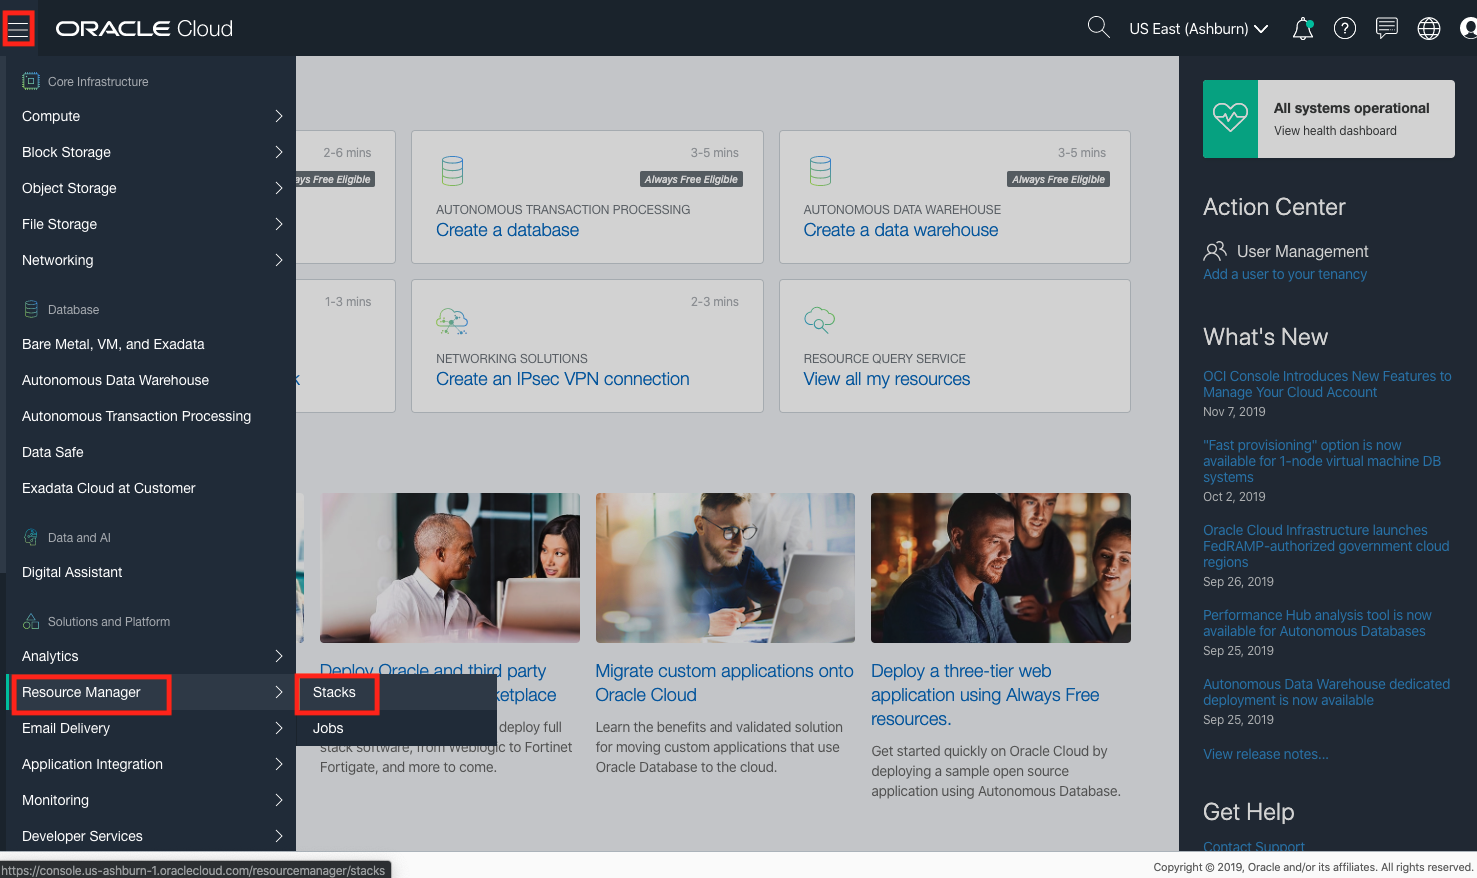 ORACLE Cloud
US East (Ashburn)
Core Infrastructure
Compute
Block Storage
Object Storage
File Storage
Networking
Database
Bare Metal, VM, and Exadata
Autonomous Data Warehouse
Autonomous Transaction Processing
Data Safe
Exadata Cloud at Customer
Data and AI
Digital Assistant
Solutions and Platform
Analytics
Resource Manager
Email Delivery
Application Integration
Monitoring
Developer Services
Stacks
Jobs
2-6 mins
ays Free Eligible
3-5 mins
Always Free Eligible
AUTONOMOUS TRANSACTION PROCESSING
Create a database
3-5 mins
Always Free Eligible
AUTONOMOUS DATA WAREHOUSE
Create a data warehouse
1-3 mins
k
2-3 mins
NETWORKING SOLUTIONS
Create an IPsec VPN connection
RESOURCE QUERY SERVICE
View all my resources
Deploy Oracle and third party
etplace
deploy full
stack software, from Weblogic to Fortinet
Fortigate, and more to come.
Migrate custom applications onto
Oracle Cloud
Learn the benefits and validated solution
for moving custom applications that use
Oracle Database to the cloud.
Deploy a three-tier web
application using Always Free
resources.
Get started quickly on Oracle Cloud by
deploying a sample open source
application using Autonomous Database.
All systems operational
View health dashboard
Action Center
User Management
Add a user to your tenancy
What's New
OCI Console Introduces New Features to
Manage Your Cloud Account
Nov 7, 2019
"Fast provisioning" option is now
available for 1-node virtual machine DB
systems
Oct 2, 2019
Oracle Cloud Infrastructure launches
FedRAMP-authorized government cloud
regions
Sep 26, 2019
Performance Hub analysis tool is now
available for Autonomous Databases
Sep 25, 2019
Autonomous Data Warehouse dedicated
deployment is now available
Sep 25, 2019
View release notes...
Get Help
Contact Support
https://console.us-ashburn-1.oraclecloud.com/resourcemanager/stacks
Copyright © 2019, Oracle and/or its affiliates. All rights reserved.